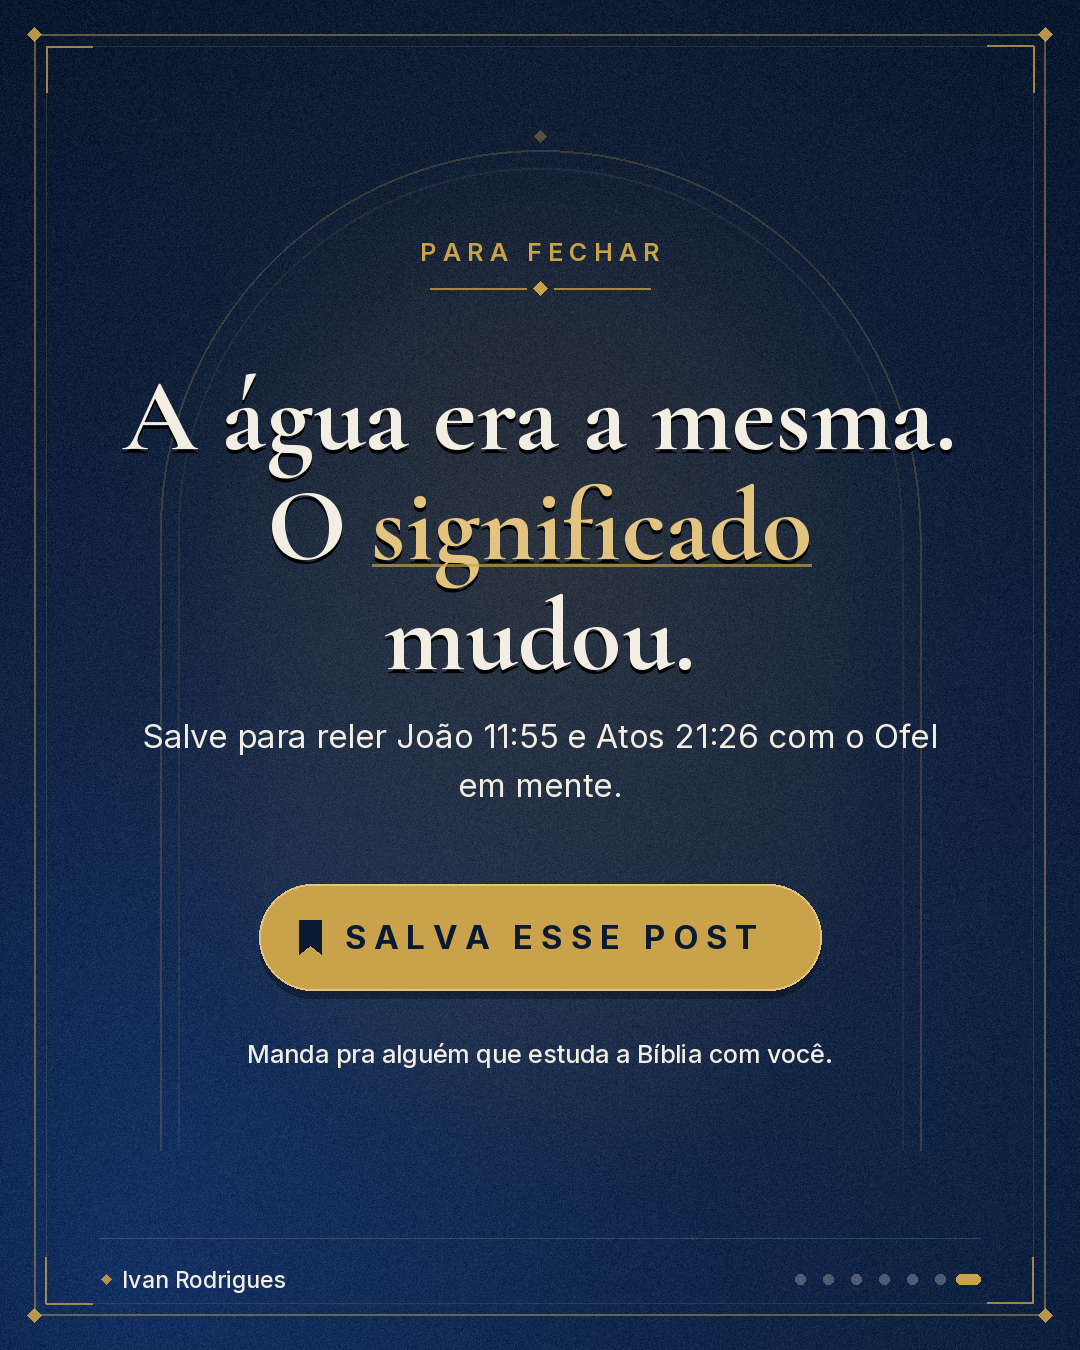 PARA FECHAR
A água era a mesma.
O significado
mudou.
Salve para reler João 11:55 e Atos 21:26 com o Ofel
em mente.
SALVA ESSE POST
Manda pra alguém que estuda a Bíblia com você.
Ivan Rodrigues